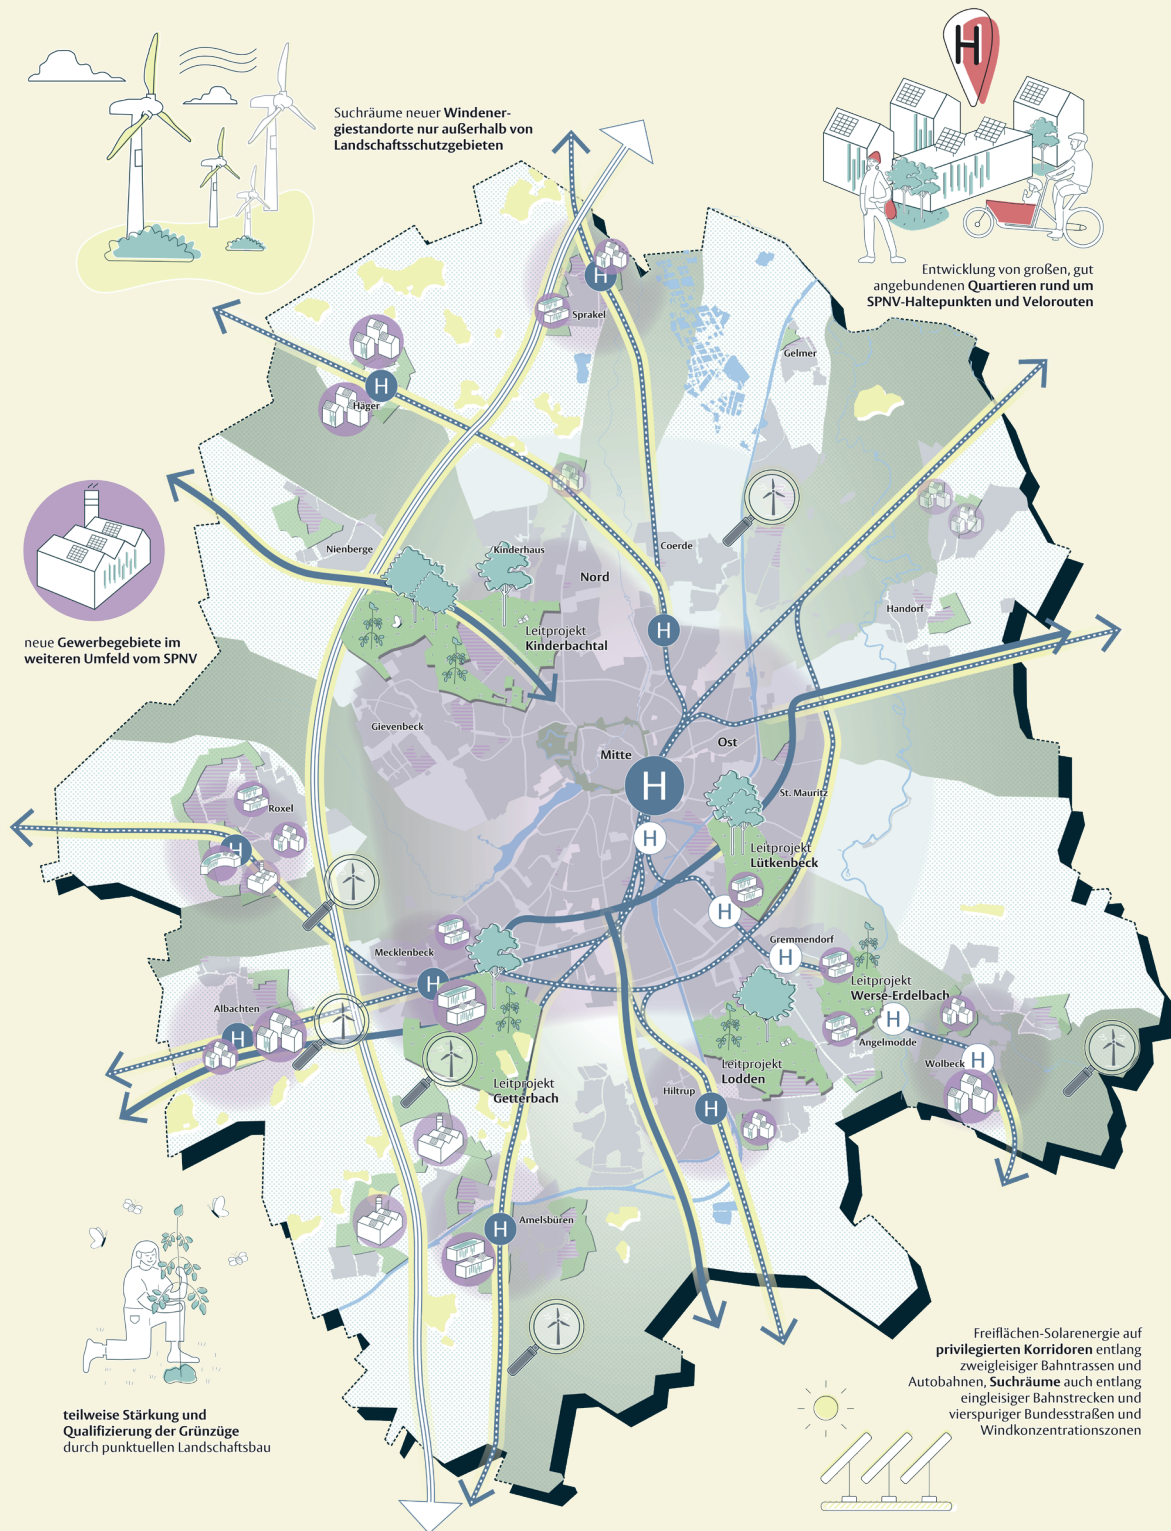 H
Suchräume neuer Windener-
giestandorte nur außerhalb von
Landschaftsschutzgebieten
Entwicklung von großen, gut
angebundenen Quartieren rund um
SPNV-Haltepunkten und Velorouten
H
Sprakel
Gelmer
H
Häger
neue Gewerbegebiete im
weiteren Umfeld vom SPNV
Nienberge
Kinderhaus
Coerde
Nord
H
Handorf
Leitprojekt
Kinderbachtal
Gievenbeck
Mitte
Ost
H
St. Mauritz
Roxel
H
H
Leitprojekt
Lütkenbeck
H
Gremmendorf
H
Mecklenbeck
H
Leitprojekt
Werse-Erdelbach
H
Angelmodde
Albachten
H
Wolbeck
H
Leitprojekt
Getterbach
Leitprojekt
Lodden
Hiltrup
H
Amelsbüren
H
teilweise Stärkung und
Qualifizierung der Grünzüge
durch punktuellen Landschaftsbau
Freiflächen-Solarenergie auf
privilegierten Korridoren entlang
zweigleisiger Bahntrassen und
Autobahnen, Suchräume auch entlang
eingleisiger Bahnstrecken und
vierspuriger Bundesstraßen und
Windkonzentrationszonen